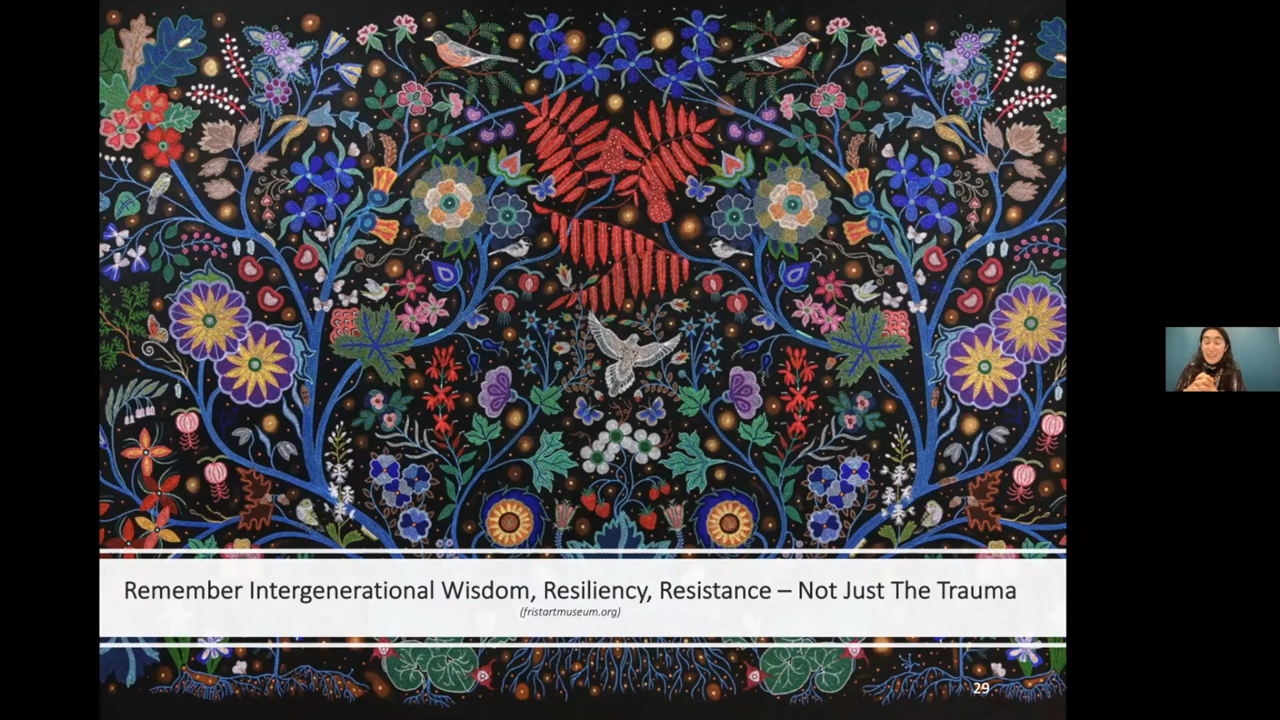 Remember Intergenerational Wisdom, Resiliency, Resistance – Not Just The Trauma
(fristartmuseum.org)
29